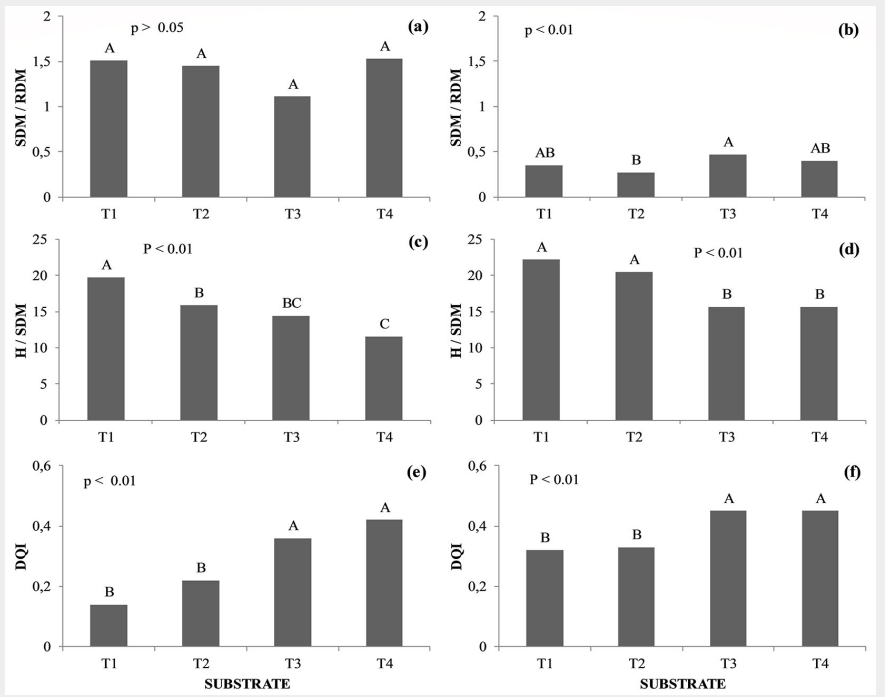 2
p > 0.05
(a)
A
A
A
A
1,5
1
0,5
0
SDM / RDM
T1 T2 T3 T4
2
p < 0.01
(b)
1,5
1
0,5
0
SDM / RDM
AB
B
A
AB
T1 T2 T3 T4
25
P < 0.01
(c)
20
15
10
5
0
H / SDM
A
B
BC
C
T1 T2 T3 T4
25
P < 0.01
(d)
20
15
10
5
0
H / SDM
A
A
B
B
T1 T2 T3 T4
0,6
p < 0.01
(e)
0,4
0,2
0
DQI
B
B
A
A
T1 T2 T3 T4
SUBSTRATE
0,6
P < 0.01
(f)
0,4
0,2
0
DQI
B
B
A
A
T1 T2 T3 T4
SUBSTRATE